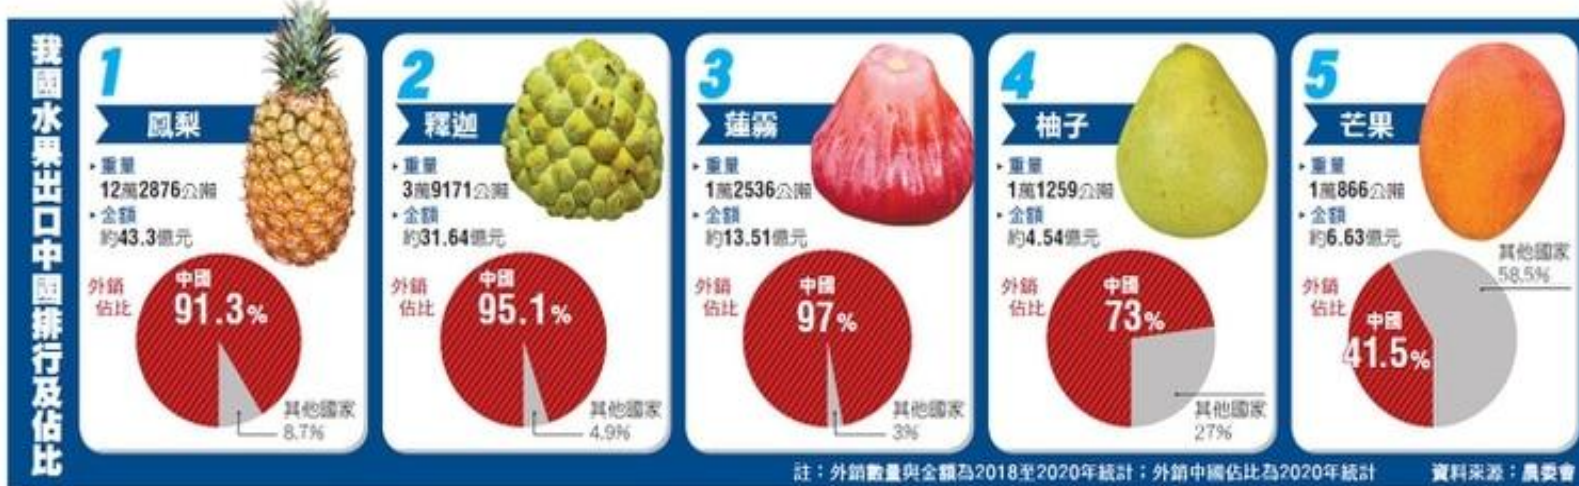 我國水果出口中國排行及佔比
1
鳳梨
▸重量
12萬2876公噸
▸金額
約43.3億元
外銷
佔比
中國
91.3%
其他國家
8.7%
2
釋迦
▸重量
3萬9171公噸
▸金額
約31.64億元
外銷
佔比
中國
95.1%
其他國家
4.9%
3
蓮霧
▸重量
1萬2536公噸
▸金額
約13.51億元
外銷
佔比
中國
97%
其他國家
3%
4
柚子
▸重量
1萬1259公噸
▸金額
約4.54億元
外銷
佔比
中國
73%
其他國家
27%
5
芒果
▸重量
1萬866公噸
▸金額
約6.63億元
其他國家
58.5%
外銷
佔比
中國
41.5%
註：外銷數量與金額為2018至2020年統計；外銷中國佔比為2020年統計 資料來源：農委會